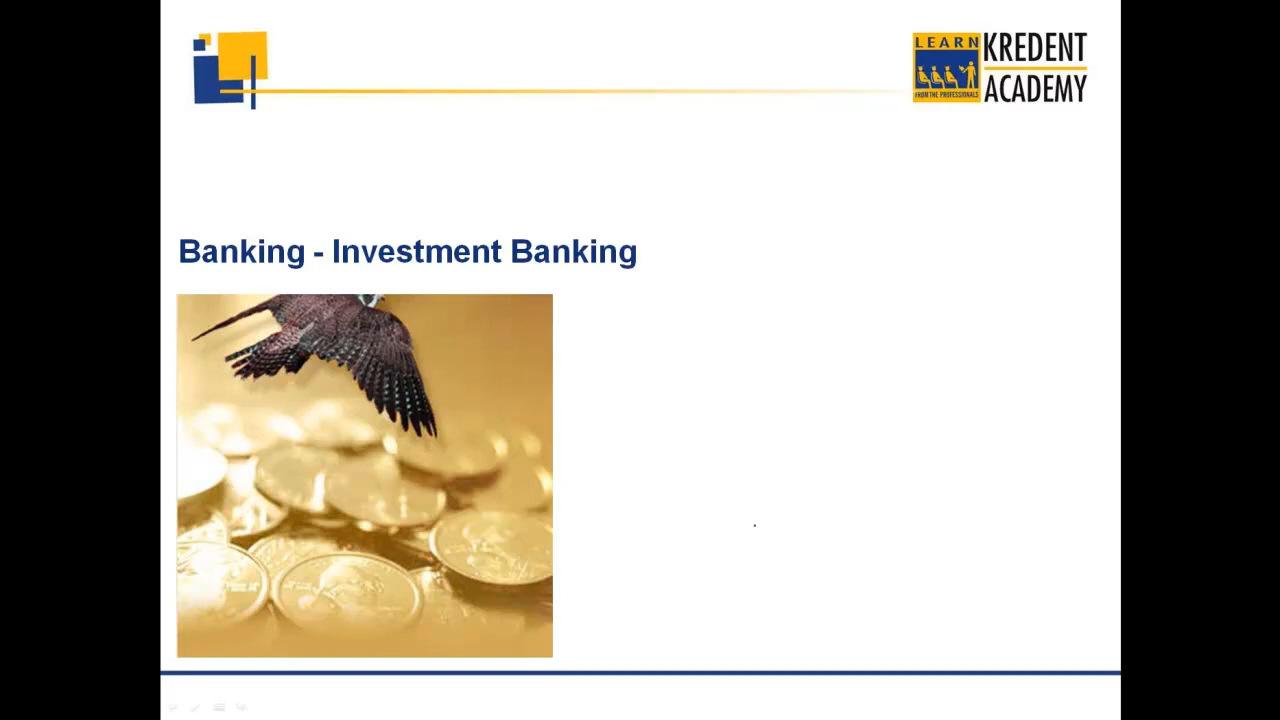 LEARN
FROM THE PROFESSIONALS
KREDENT
ACADEMY
Banking - Investment Banking